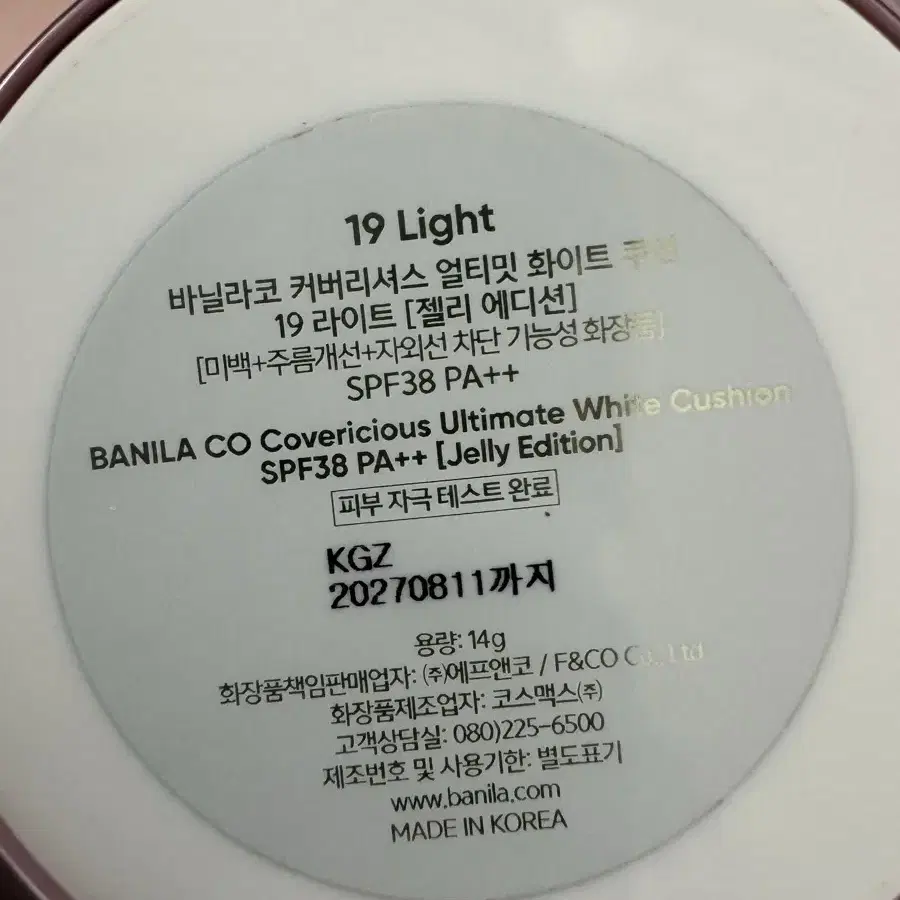 19 Light
바닐라코 커버리셔스 얼티밋 화이트 쿠션
19 라이트 [젤리 에디션]
[미백+주름개선+자외선 차단 기능성 화장품]
SPF38 PA++
BANILA CO Covericious Ultimate White Cushion
SPF38 PA++ [Jelly Edition]
피부 자극 테스트 완료
KGZ
20270811까지
용량: 14g
화장품책임판매업자: ㈜에프앤코 / F&CO Co., Ltd
화장품제조업자: 코스맥스㈜
고객상담실: 080)225-6500
제조번호 및 사용기한: 별도표기
www.banila.com
MADE IN KOREA